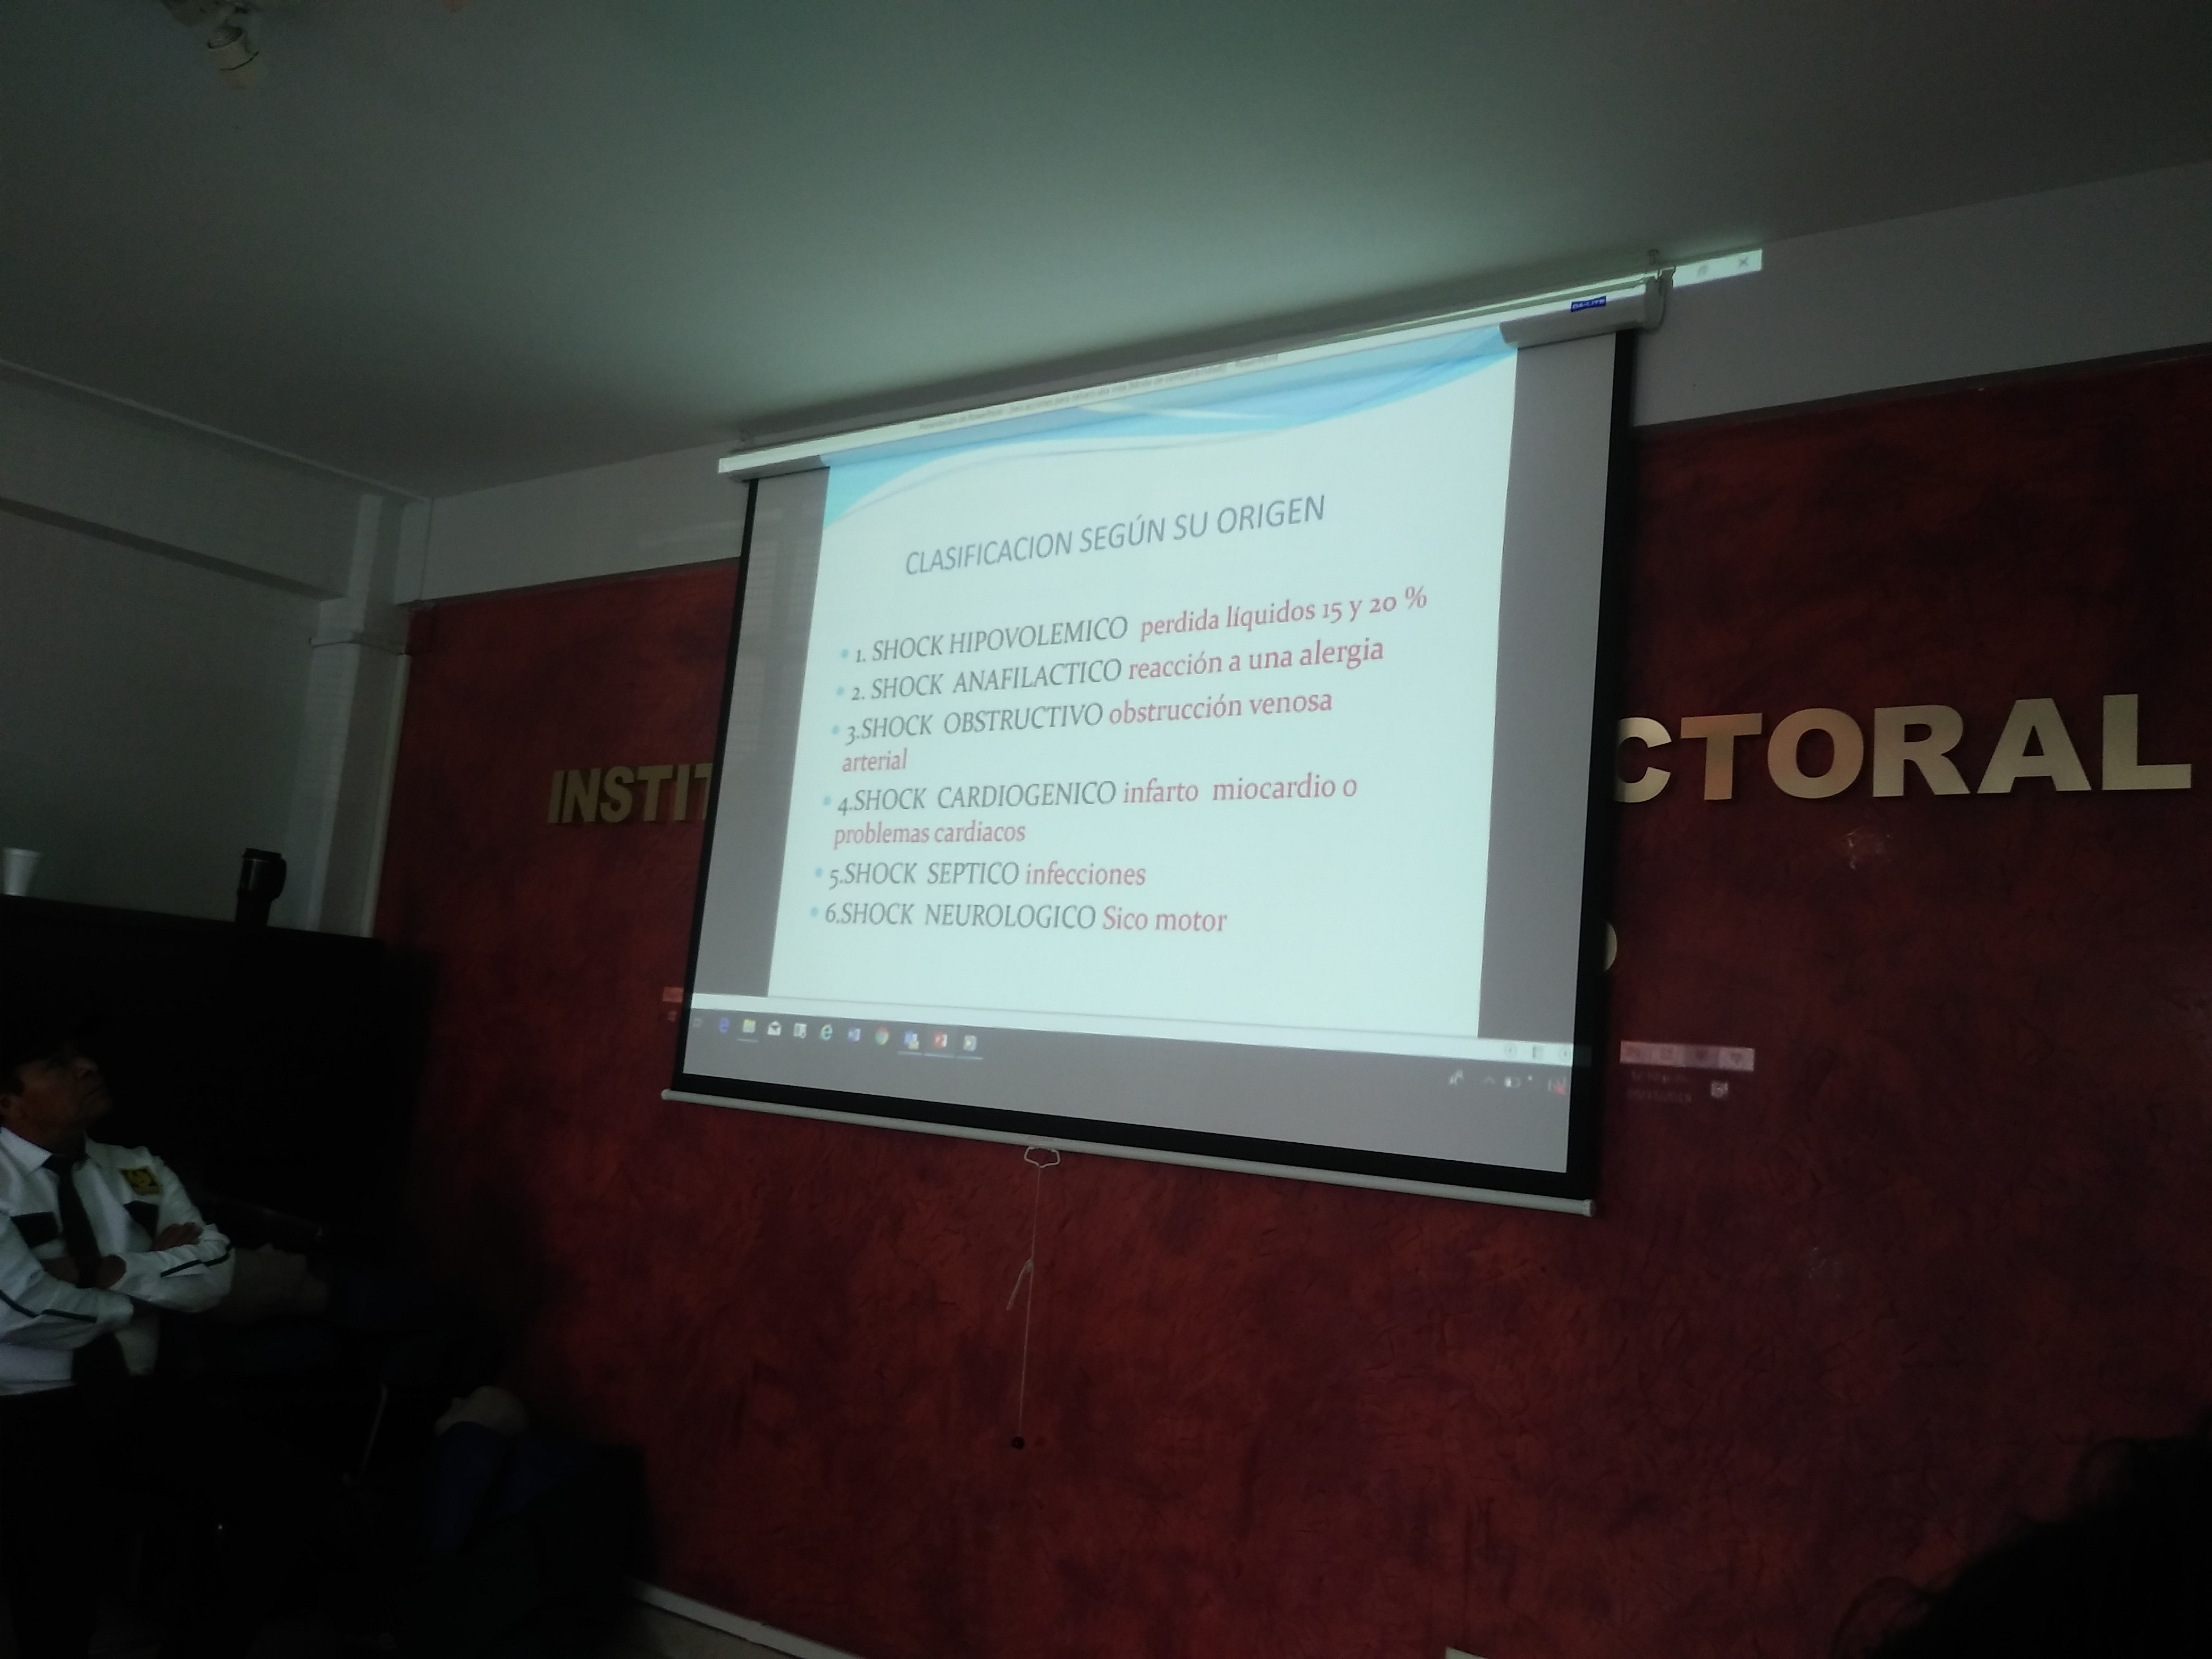 DA-LITE
CLASIFICACION SEGÚN SU ORIGEN
1. SHOCK HIPOVOLEMICO perdida líquidos 15 y 20 %
2. SHOCK ANAFILACTICO reacción a una alergia
3.SHOCK OBSTRUCTIVO obstrucción venosa
arterial
4.SHOCK CARDIOGENICO infarto miocardio o
problemas cardiacos
5.SHOCK SEPTICO infecciones
6.SHOCK NEUROLOGICO Sico motor
INSTIT
CTORAL